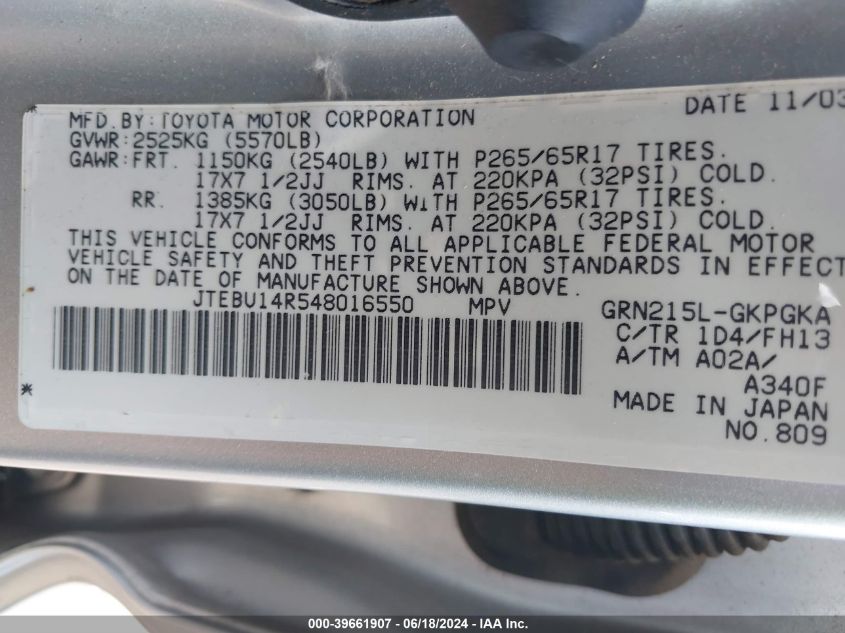 DATE 11/03
MFD. BY: TOYOTA MOTOR CORPORATION
GVWR: 2525KG (5570LB)
GAWR: FRT. 1150KG (2540LB) WITH P265/65R17 TIRES.
17X7 1/2JJ RIMS. AT 220KPA (32PSI) COLD.
RR. 1385KG (3050LB) WITH P265/65R17 TIRES.
17X7 1/2JJ RIMS. AT 220KPA (32PSI) COLD.
THIS VEHICLE CONFORMS TO ALL APPLICABLE FEDERAL MOTOR
VEHICLE SAFETY AND THEFT PREVENTION STANDARDS IN EFFECT
ON THE DATE OF MANUFACTURE SHOWN ABOVE.
JTEBU14R548016550 MPV GRN215L-GKPGKA
C/TR 1D4/FH13
A/TM A02A/
A340F
MADE IN JAPAN
NO.809
000-39661907 - 06/18/2024 - IAA Inc.